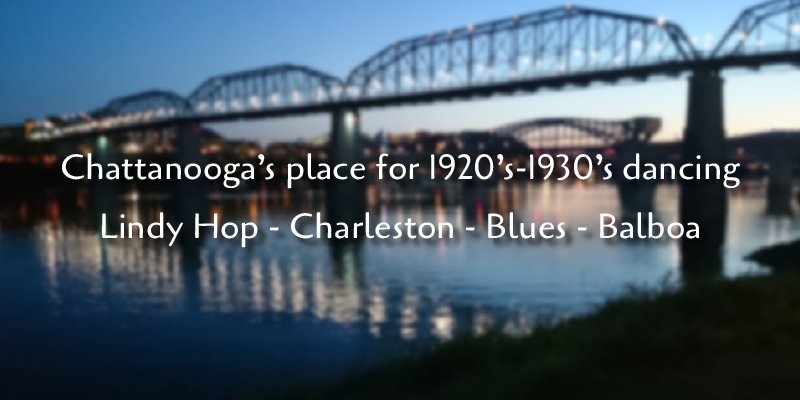 Chattanooga's place for 1920's-1930's dancing
Lindy Hop - Charleston - Blues - Balboa